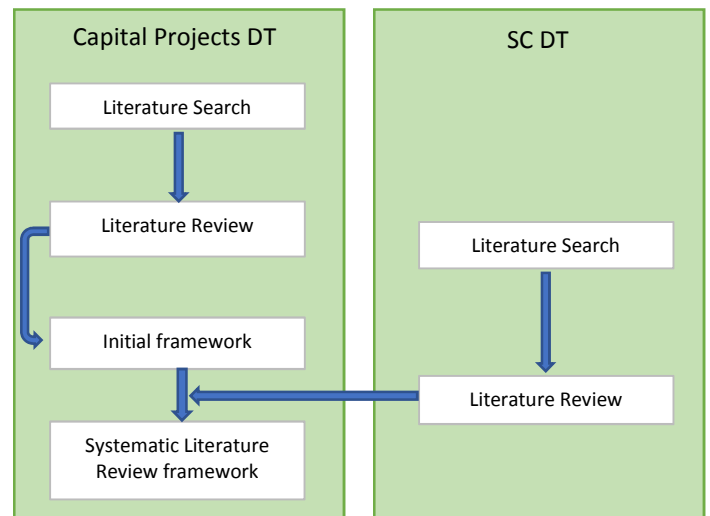 Capital Projects DT
Literature Search
Literature Review
Initial framework
Systematic Literature
Review framework
SC DT
Literature Search
Literature Review